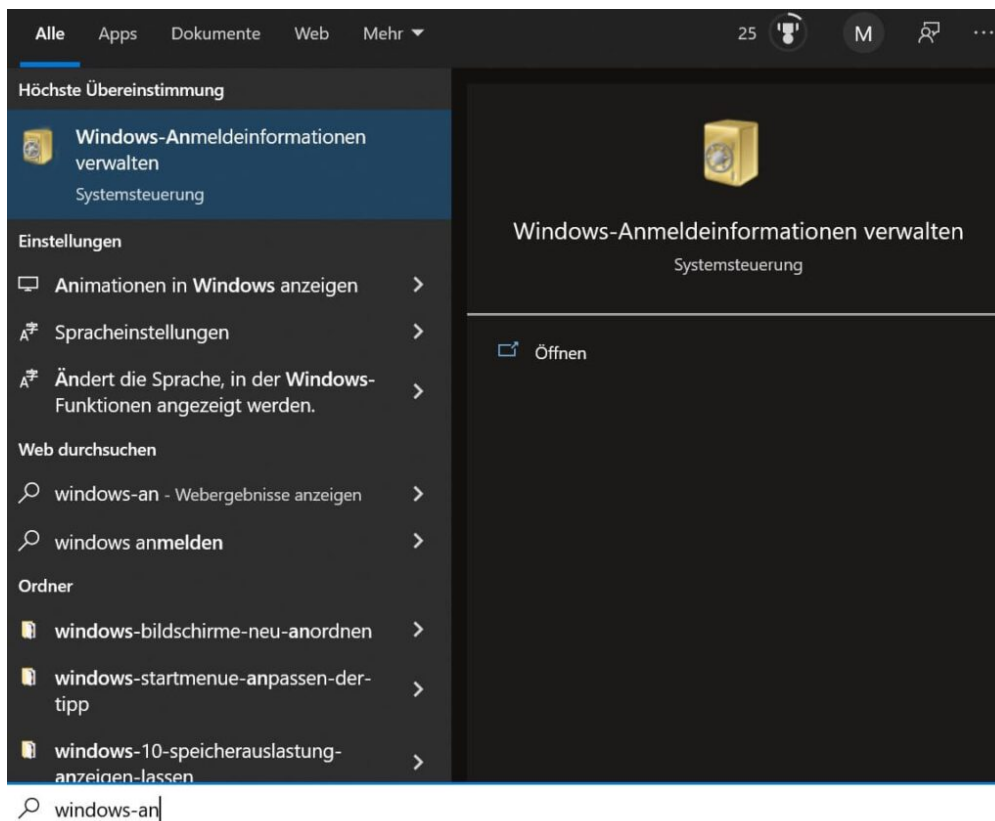 Alle Apps Dokumente Web Mehr
25 M
Höchste Übereinstimmung
Windows-Anmeldeinformationen
verwalten
Systemsteuerung
Einstellungen
Animationen in Windows anzeigen
Spracheinstellungen
Ändert die Sprache, in der Windows-
Funktionen angezeigt werden.
Web durchsuchen
windows-an - Webergebnisse anzeigen
windows anmelden
Ordner
windows-bildschirme-neu-anordnen
windows-startmenue-anpassen-der-
tipp
windows-10-speicherauslastung-
anzeigen-lassen
Windows-Anmeldeinformationen verwalten
Systemsteuerung
Öffnen
windows-an